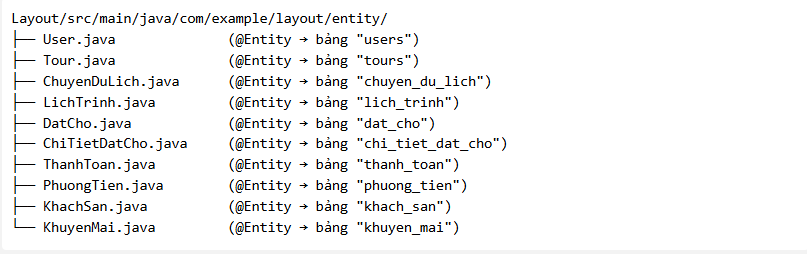 Layout/src/main/java/com/example/layout/entity/
├── User.java (@Entity → bảng "users")
├── Tour.java (@Entity → bảng "tours")
├── ChuyenDuLich.java (@Entity → bảng "chuyen_du_lich")
├── LichTrinh.java (@Entity → bảng "lich_trinh")
├── DatCho.java (@Entity → bảng "dat_cho")
├── ChiTietDatCho.java (@Entity → bảng "chi_tiet_dat_cho")
├── ThanhToan.java (@Entity → bảng "thanh_toan")
├── PhuongTien.java (@Entity → bảng "phuong_tien")
├── KhachSan.java (@Entity → bảng "khach_san")
└── KhuyenMai.java (@Entity → bảng "khuyen_mai")